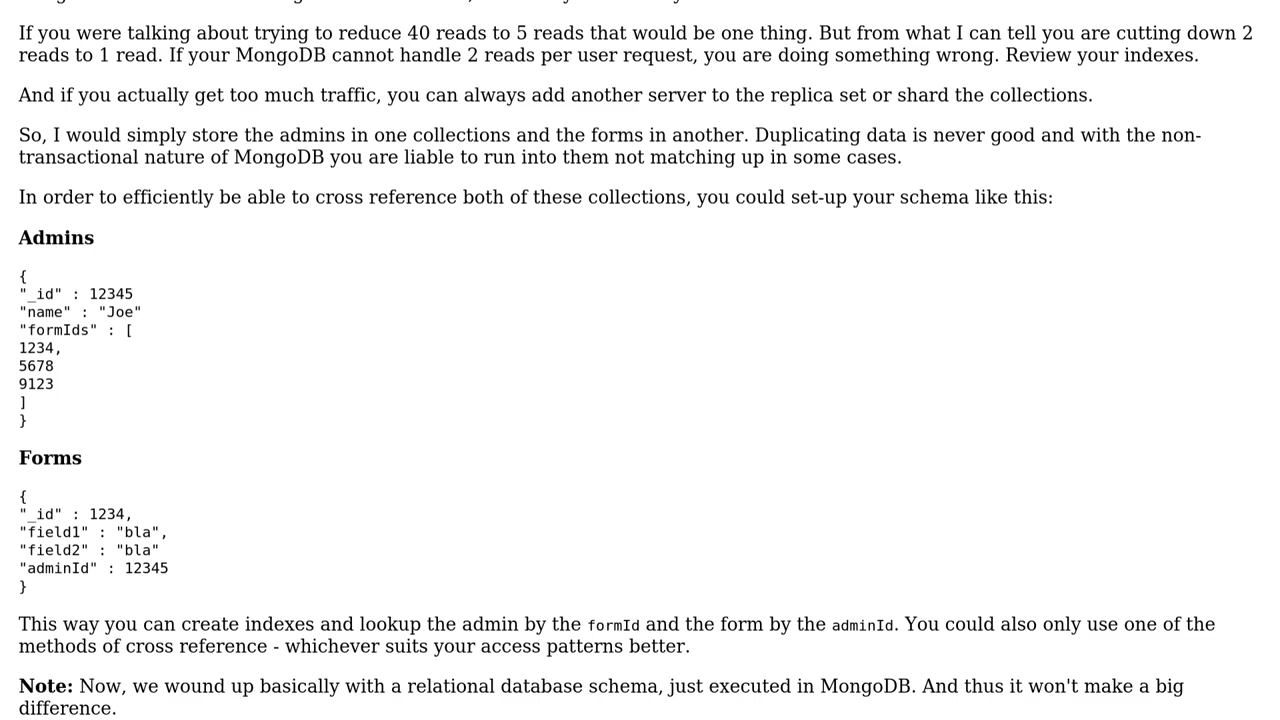 If you were talking about trying to reduce 40 reads to 5 reads that would be one thing. But from what I can tell you are cutting down 2
reads to 1 read. If your MongoDB cannot handle 2 reads per user request, you are doing something wrong. Review your indexes.
And if you actually get too much traffic, you can always add another server to the replica set or shard the collections.
So, I would simply store the admins in one collections and the forms in another. Duplicating data is never good and with the non-
transactional nature of MongoDB you are liable to run into them not matching up in some cases.
In order to efficiently be able to cross reference both of these collections, you could set-up your schema like this:
Admins
{
"_id" : 12345
"name" : "Joe"
"formIds" : [
1234,
5678
9123
]
}
Forms
{
"_id" : 1234,
"field1" : "bla",
"field2" : "bla"
"adminId" : 12345
}
This way you can create indexes and lookup the admin by the formId and the form by the adminId. You could also only use one of the
methods of cross reference - whichever suits your access patterns better.
Note: Now, we wound up basically with a relational database schema, just executed in MongoDB. And thus it won't make a big
difference.